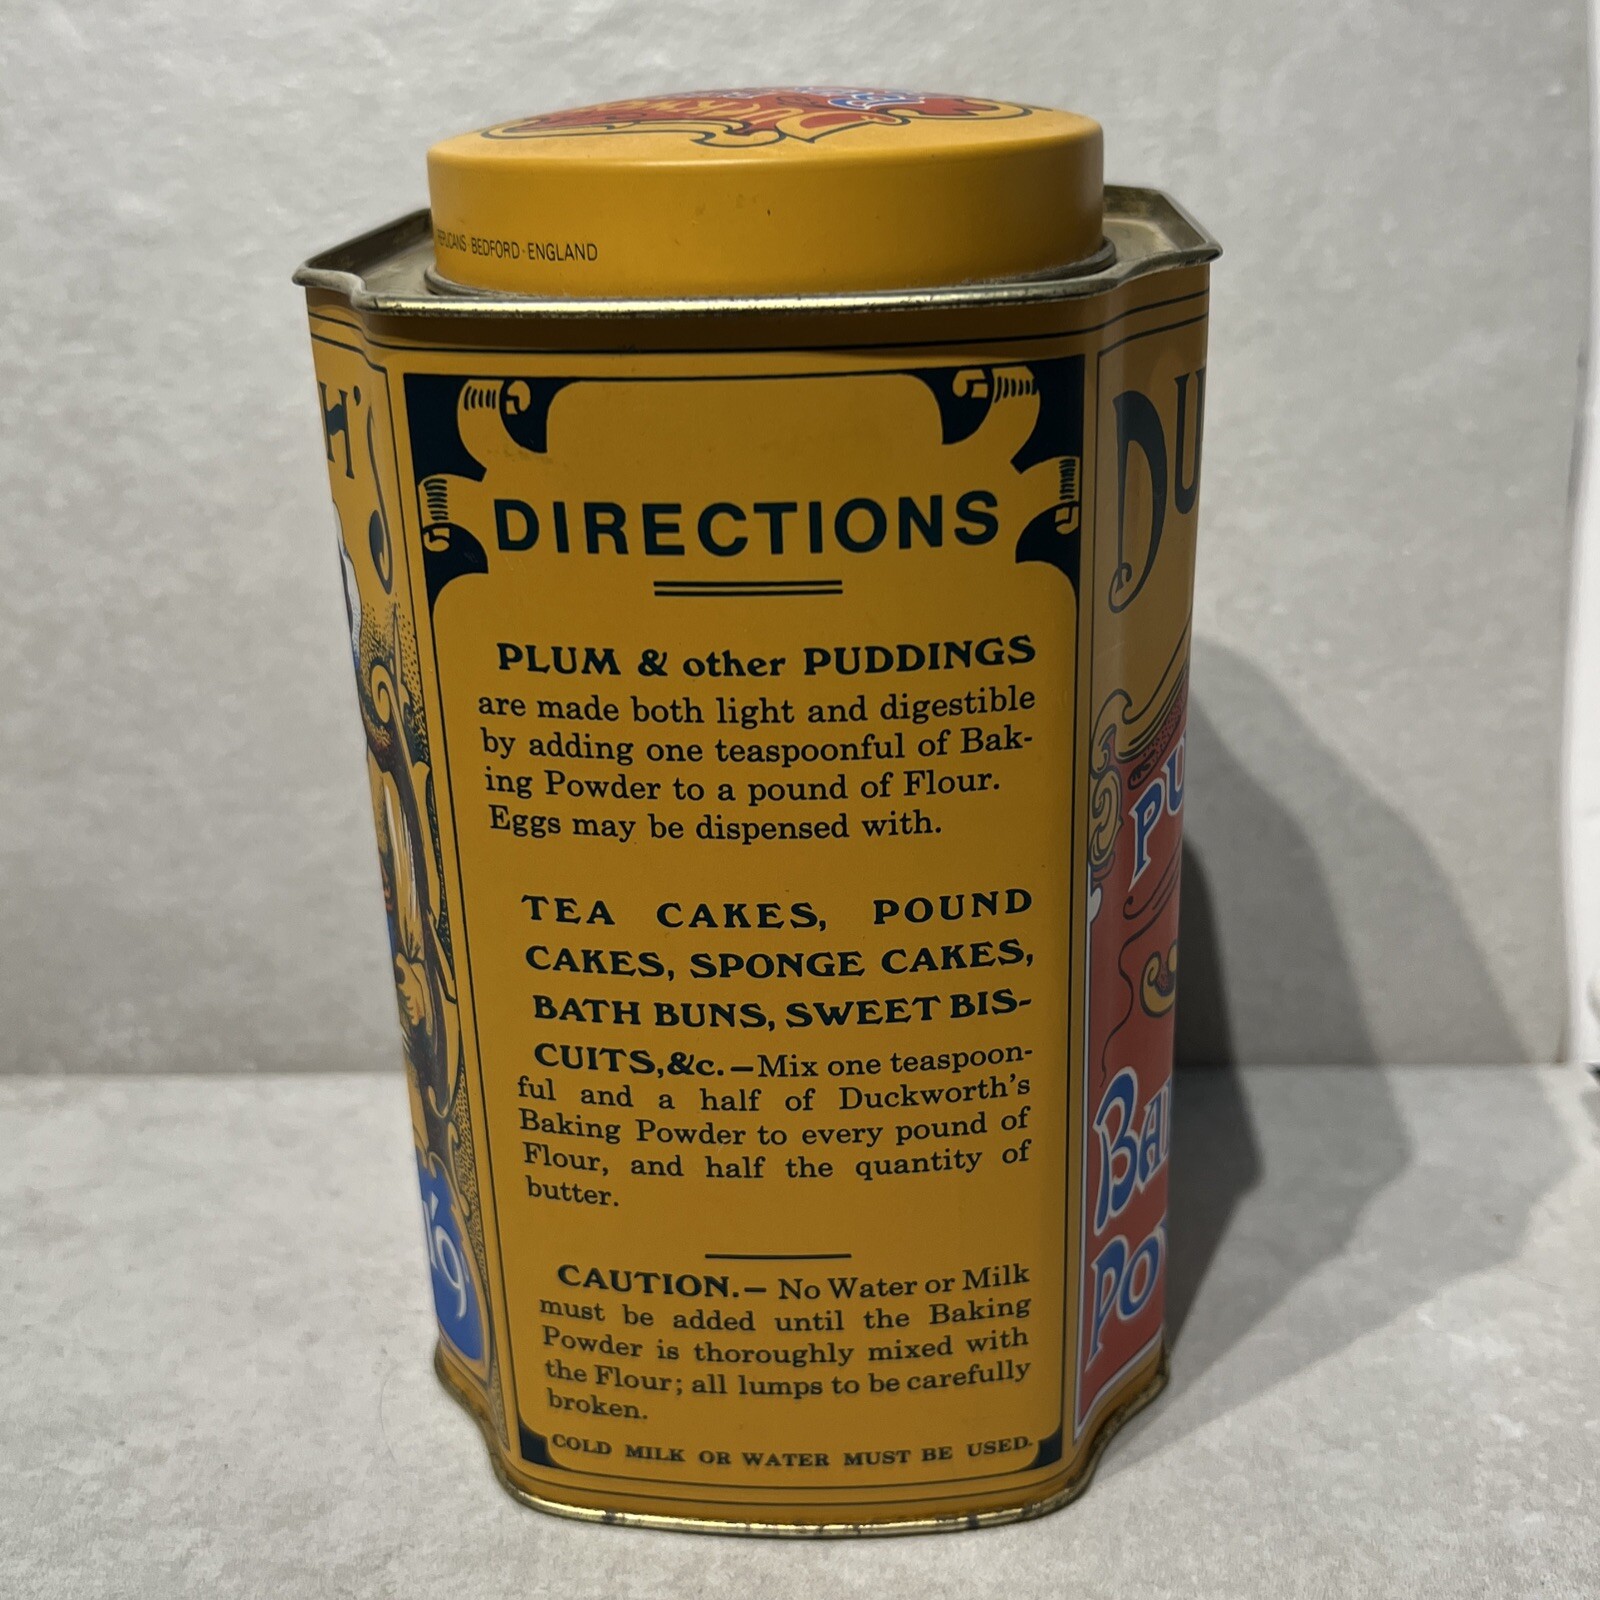 BEDFORD·ENGLAND
H'S
DIRECTIONS
PLUM & other PUDDINGS
are made both light and digestible
by adding one teaspoonful of Bak-
ing Powder to a pound of Flour.
Eggs may be dispensed with.
TEA CAKES, POUND
CAKES, SPONGE CAKES,
BATH BUNS, SWEET BIS-
CUITS,&c.—Mix one teaspoon-
ful and a half of Duckworth's
Baking Powder to every pound of
Flour, and half the quantity of
butter.
CAUTION.— No Water or Milk
must be added until the Baking
Powder is thoroughly mixed with
the Flour; all lumps to be carefully
broken.
COLD MILK OR WATER MUST BE USED.
DU
PU
BA
PO